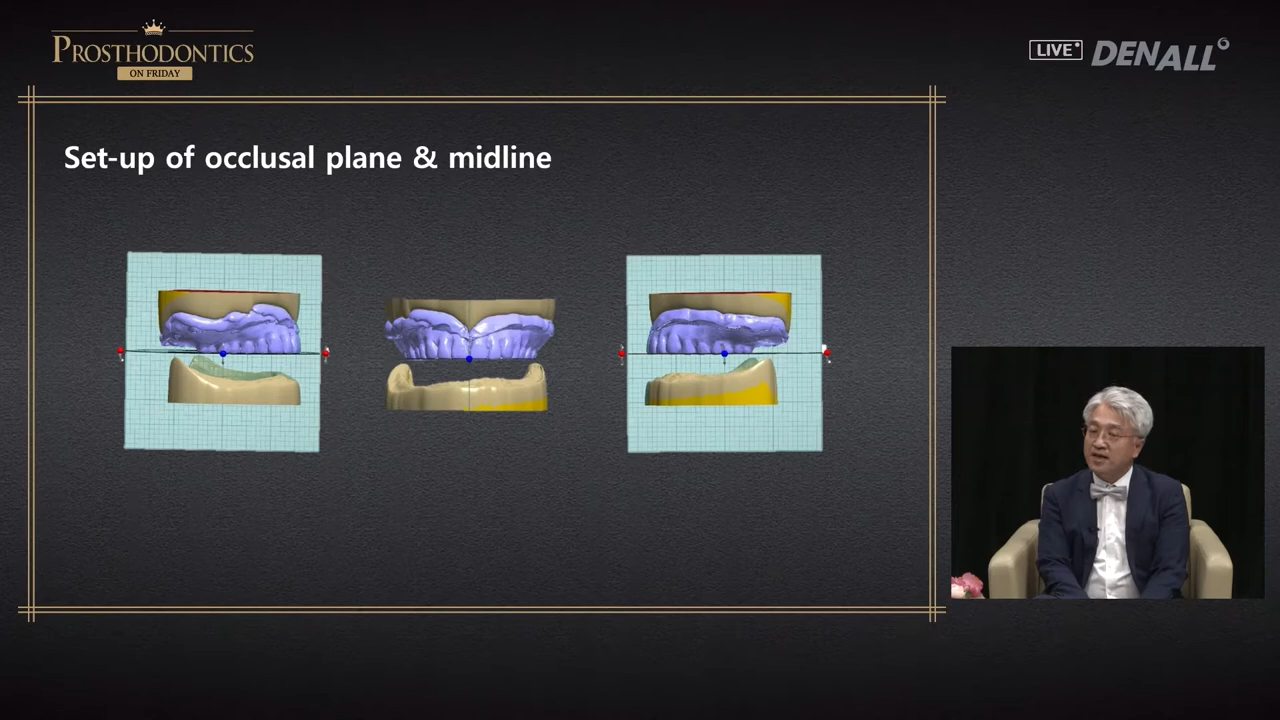 PROSTHODONTICS
ON FRIDAY
LIVE
DENALL
Set-up of occlusal plane & midline